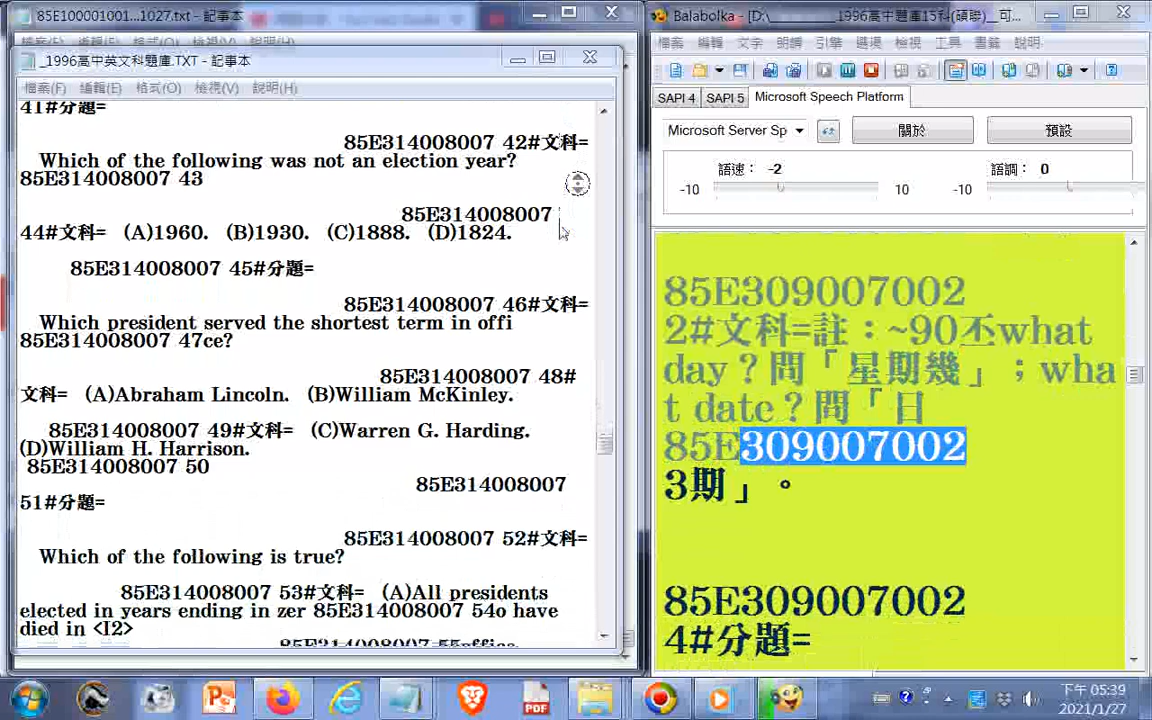 85E100001001...1027.txt - 記事本
_1996高中英文科題庫.TXT - 記事本
檔案(F) 編輯(E) 格式(O) 檢視(V) 說明(H)
41#分題=
85E314008007 42#文科=
Which of the following was not an election year?
85E314008007 43
85E314008007
44#文科= (A)1960. (B)1930. (C)1888. (D)1824.
85E314008007 45#分題=
85E314008007 46#文科=
Which president served the shortest term in offi
85E314008007 47ce?
85E314008007 48#
文科= (A)Abraham Lincoln. (B)William McKinley.
85E314008007 49#文科= (C)Warren G. Harding.
(D)William H. Harrison.
85E314008007 50
85E314008007
51#分題=
85E314008007 52#文科=
Which of the following is true?
85E314008007 53#文科= (A)All presidents
elected in years ending in zer 85E314008007 54o have
died in <I2>
85E314008007 55office.
Balabolka - [D:\________1996高中題庫15科(碩聯)__可...
檔案 編輯 文字 朗讀 引擎 選項 檢視 工具 書籤 說明
SAPI 4 SAPI 5 Microsoft Speech Platform
Microsoft Server Sp 關於 預設
語速： -2 語調： 0
-10 10 -10
85E309007002
2#文科=註：~90丕what
day？問「星期幾」；wha
t date？問「日
85E309007002
3期」。
85E309007002
4#分題=
下午 05:39
2021/1/27